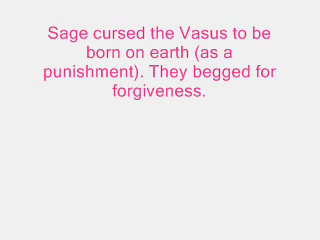 Sage cursed the Vasus to be
born on earth (as a
punishment). They begged for
forgiveness.